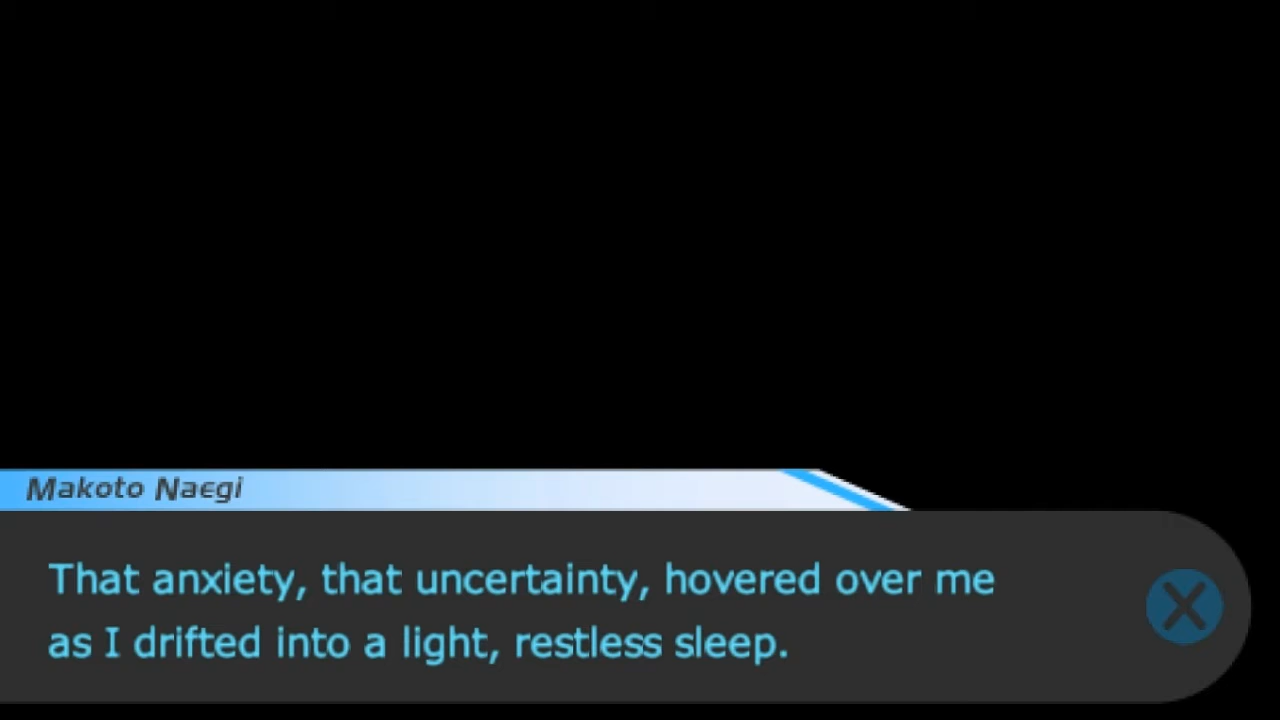 Makoto Naegi
That anxiety, that uncertainty, hovered over me
as I drifted into a light, restless sleep.